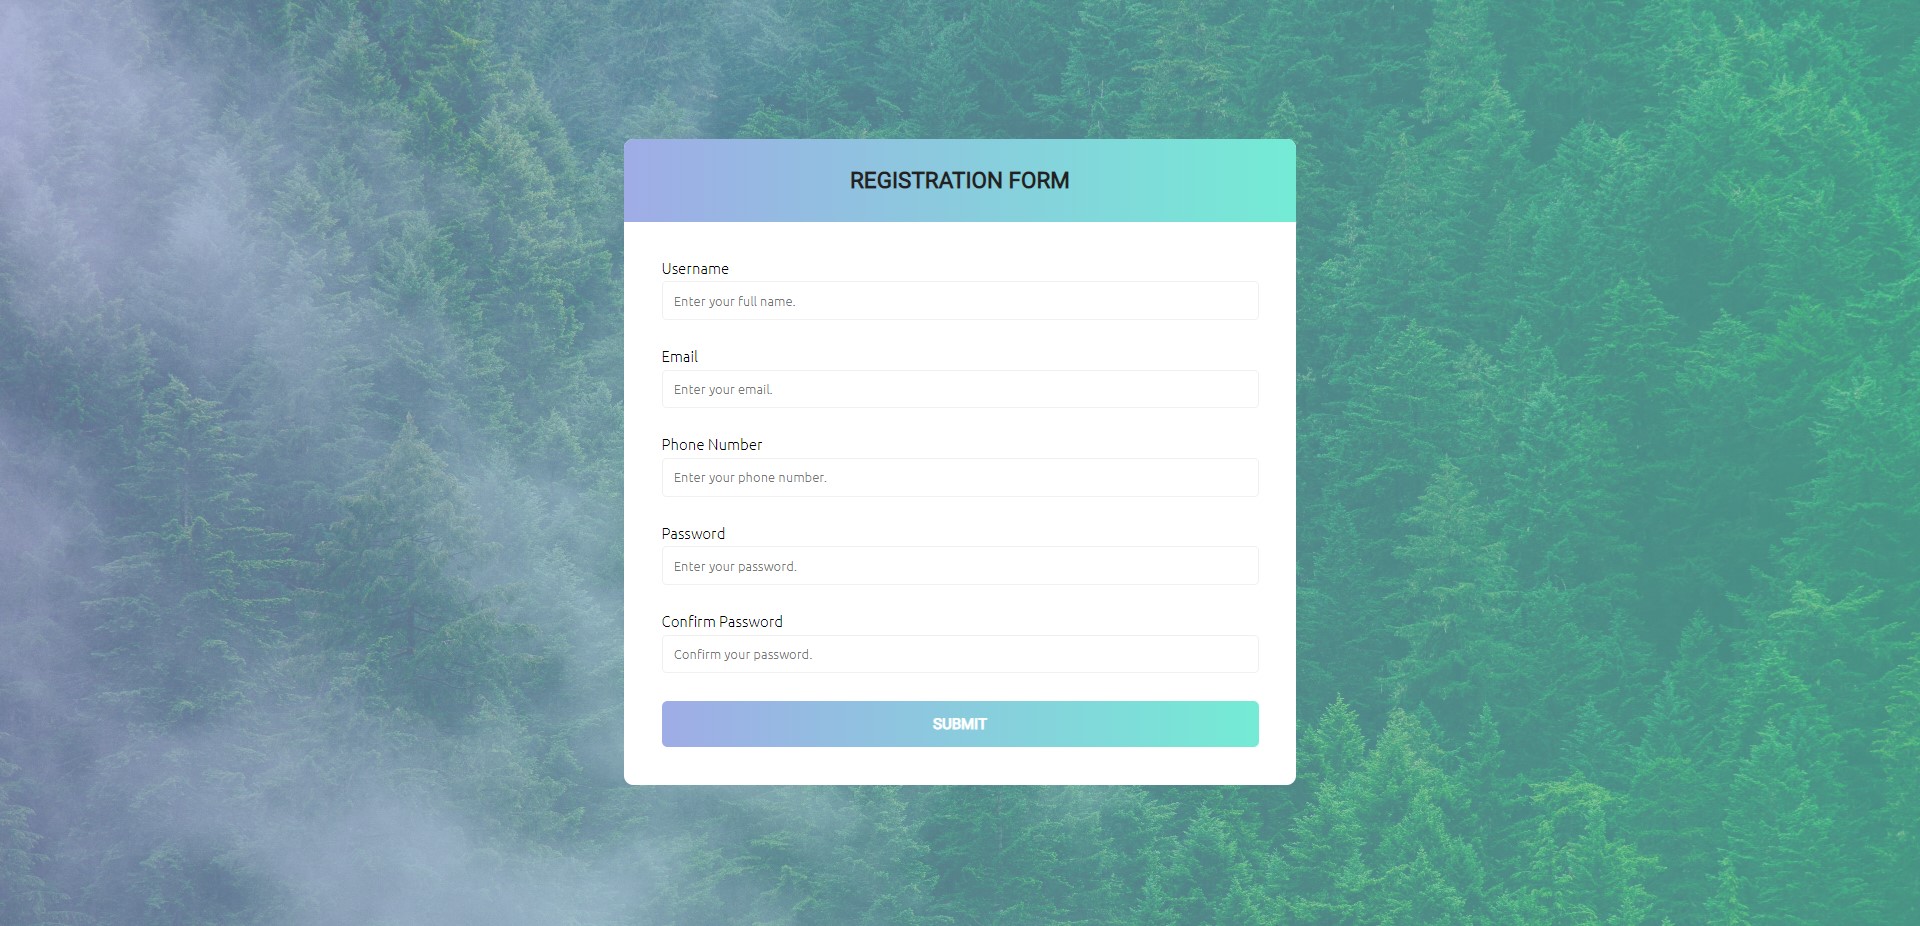 REGISTRATION FORM
Username
Enter your full name.
Email
Enter your email.
Phone Number
Enter your phone number.
Password
Enter your password.
Confirm Password
Confirm your password.
SUBMIT